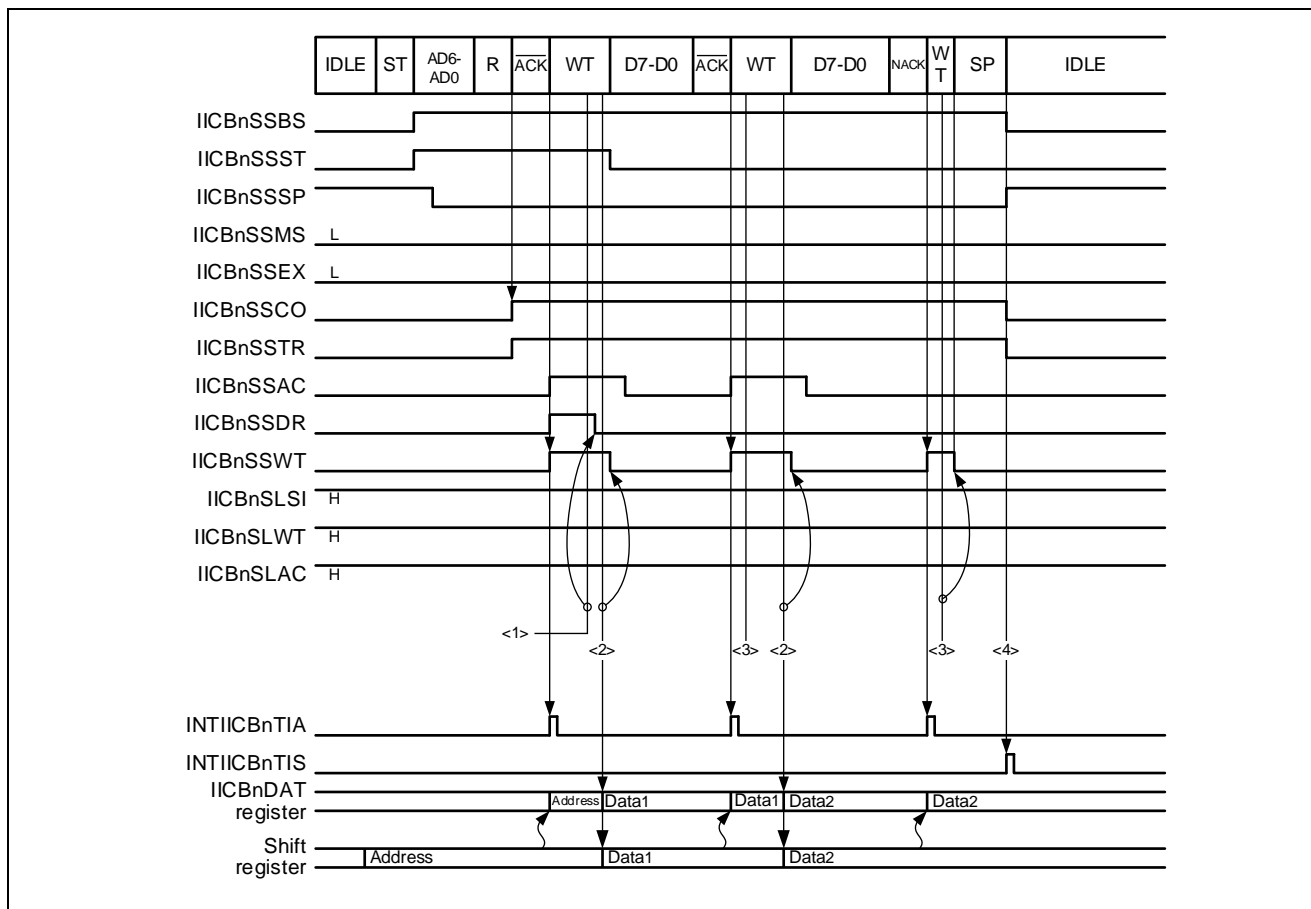 IDLE ST AD6-AD0 R ACK WT D7-D0 ACK WT D7-D0 NACK WT SP IDLE
IICBnSSBS
IICBnSSST
IICBnSSSP
IICBnSSMS L
IICBnSSEX L
IICBnSSCO
IICBnSSTR
IICBnSSAC
IICBnSSDR
IICBnSSWT
IICBnSLSI H
IICBnSLWT H
IICBnSLAC H
<1>
<2> <3> <2> <3> <4>
INTIICBnTIA
INTIICBnTIS
IICBnDAT
register Address Data1 Data1 Data2 Data2
Shift
register Address Data1 Data2